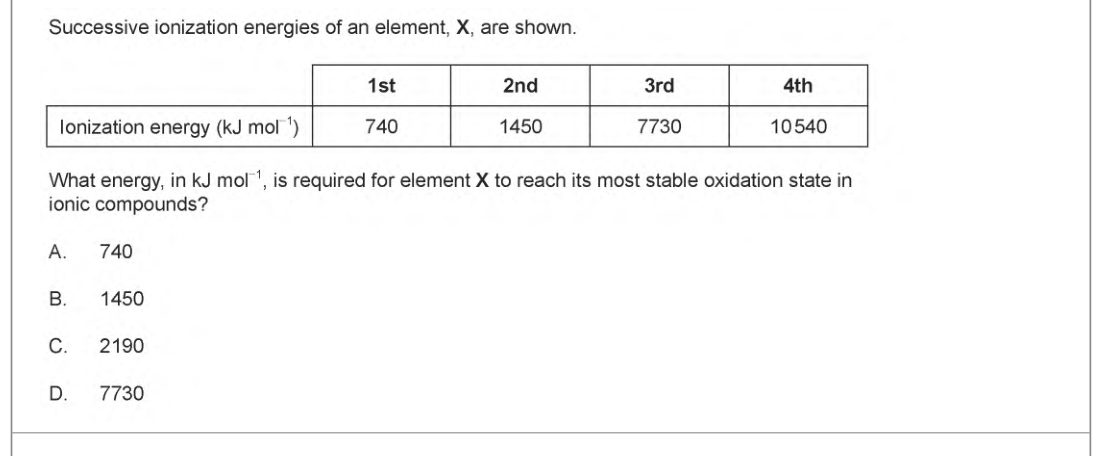 Successive ionization energies of an element, X, are shown.
1st 2nd 3rd 4th
Ionization energy (kJ mol⁻¹) 740 1450 7730 10540
What energy, in kJ mol⁻¹, is required for element X to reach its most stable oxidation state in
ionic compounds?
A. 740
B. 1450
C. 2190
D. 7730